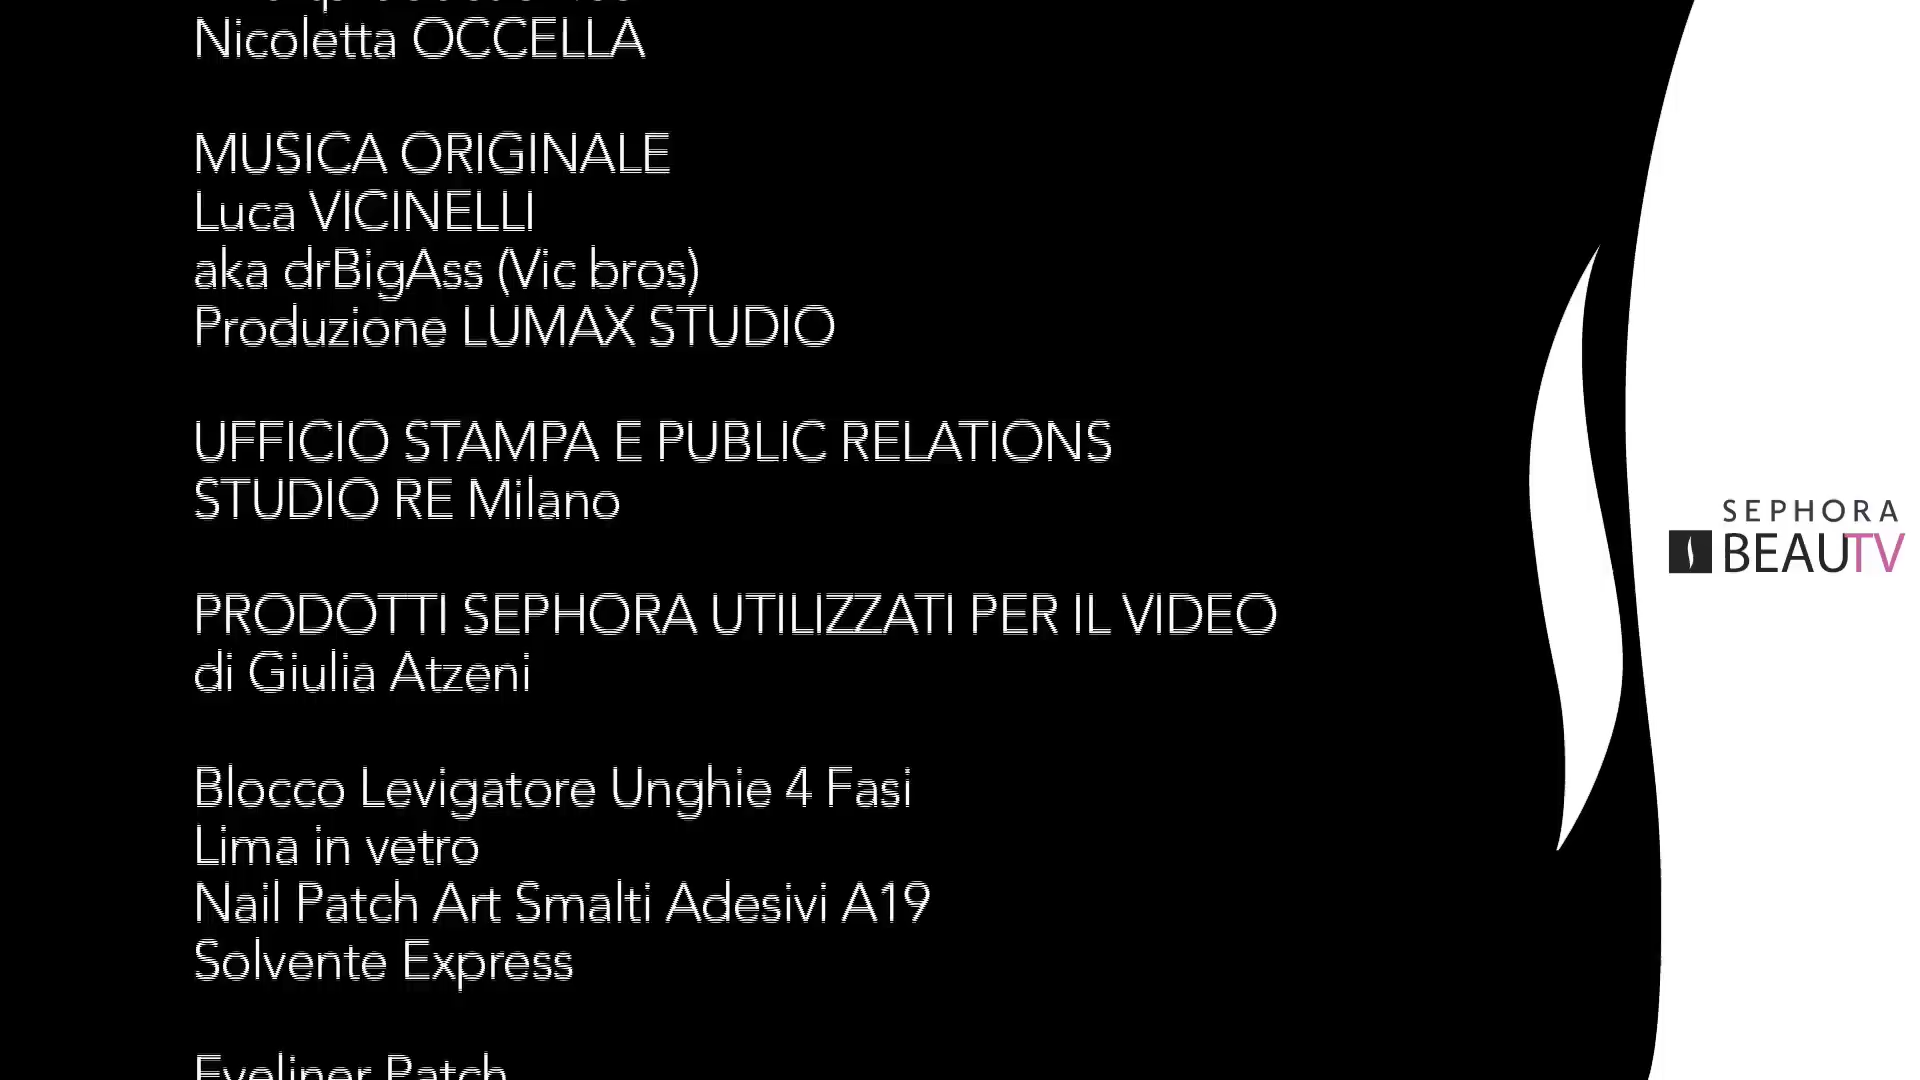 Nicoletta OCCELLA
MUSICA ORIGINALE
Luca VICINELLI
aka drBigAss (Vic bros)
Produzione LUMAX STUDIO
UFFICIO STAMPA E PUBLIC RELATIONS
STUDIO RE Milano
PRODOTTI SEPHORA UTILIZZATI PER IL VIDEO
di Giulia Atzeni
Blocco Levigatore Unghie 4 Fasi
Lima in vetro
Nail Patch Art Smalti Adesivi A19
Solvente Express
Eyeliner Patch
SEPHORA
BEAUTV